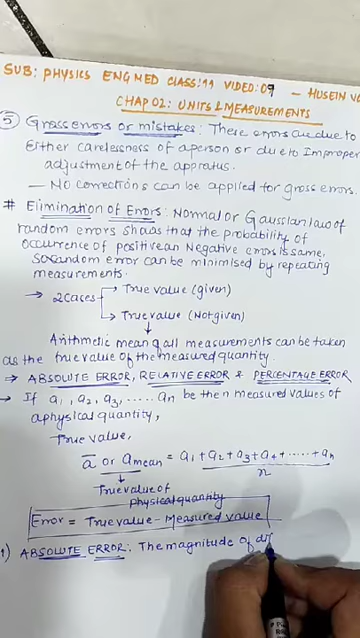 SUB: PHYSICS ENG MED CLASS:11 VIDEO:09 - HUSEIN
CHAP 02: UNITS & MEASUREMENTS
5 Gross errors or mistakes: These errors are due to
Either carelessness of a person or due to Improper
adjustment of the apparatus.
— No corrections can be applied for gross errors.
# Elimination of Errors: Normal or Gaussian law of
random errors shows that the probability of
occurrence of positive an Negative error is same,
so random error can be minimised by repeating
measurements.
→ 2 cases → True value (given)
→ True value (Not given)
Arithmetic mean of all measurements can be taken
as the true value of the measured quantity.
⇒ ABSOLUTE ERROR, RELATIVE ERROR & PERCENTAGE ERROR
→ If a₁, a₂, a₃, ..... an be then measured values of
a physical quantity,
True value,
ā or a mean = a₁ + a₂ + a₃ + a₄ + ..... + an
n
True value of
physical quantity
Error = True value - Measured value
1) ABSOLUTE ERROR: The magnitude of